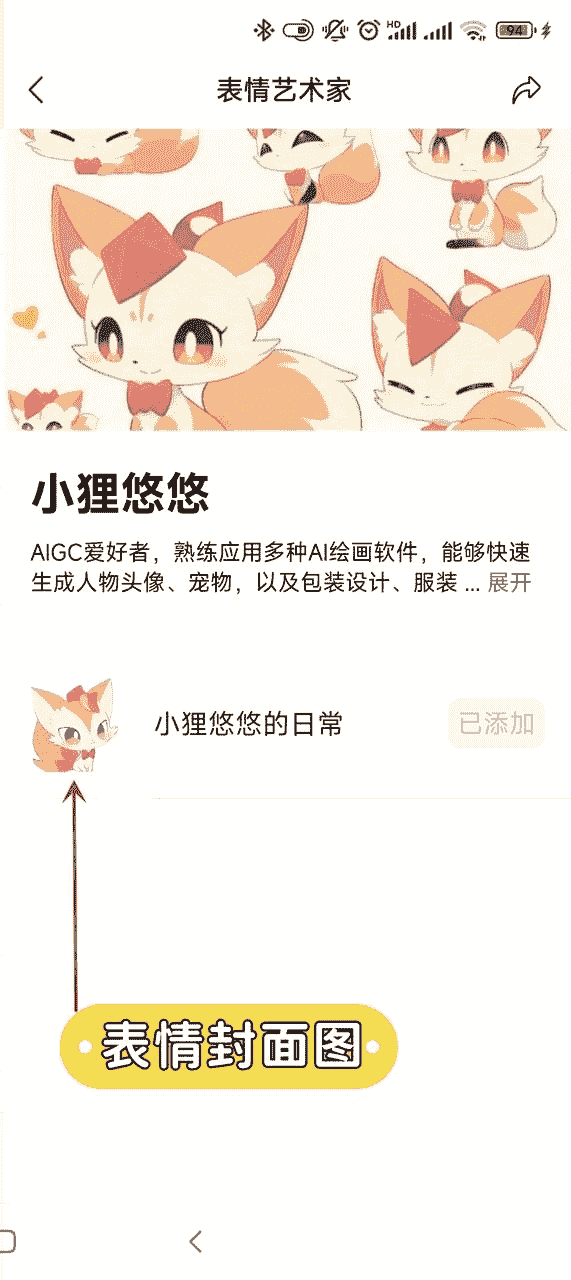 HD
94
表情艺术家
小狸悠悠
AIGC爱好者，熟练应用多种AI绘画软件，能够快速
生成人物头像、宠物，以及包装设计、服装 ... 展开
小狸悠悠的日常
已添加
表情封面图